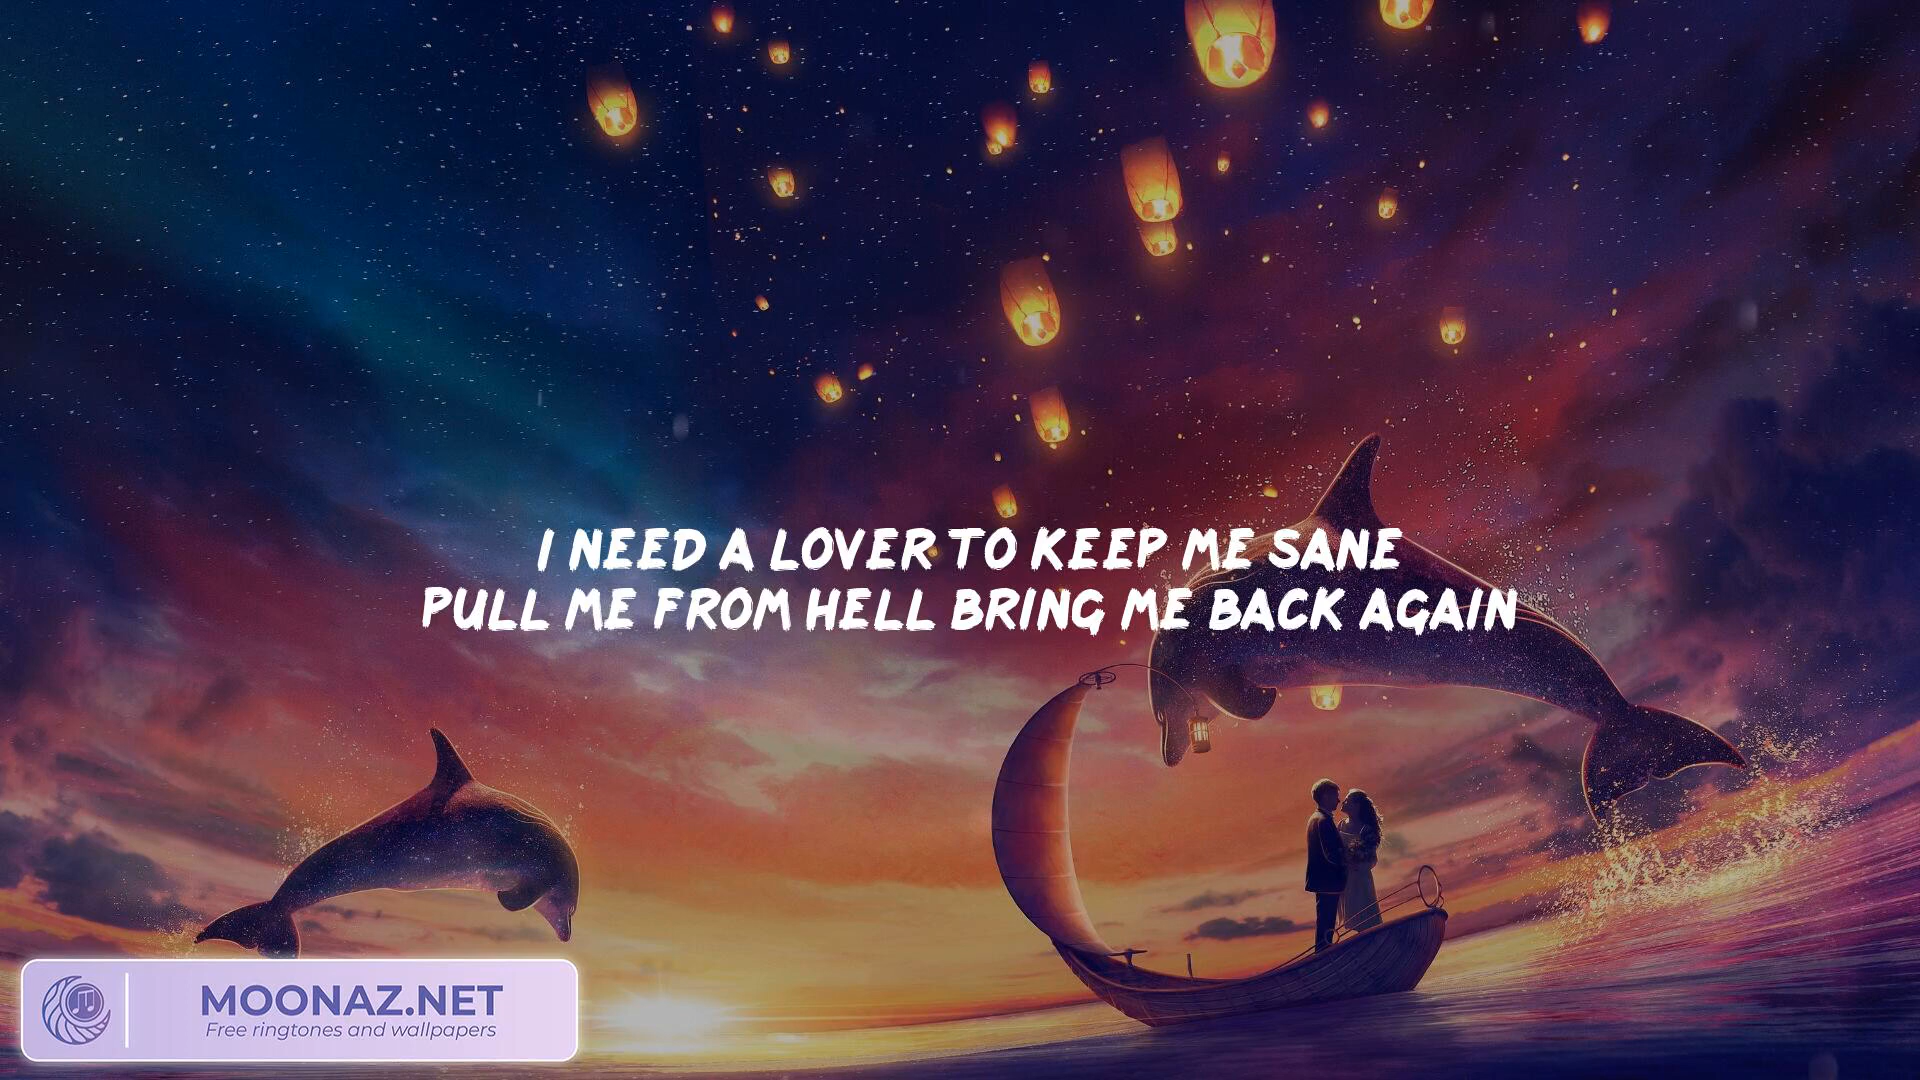 I NEED A LOVER TO KEEP ME SANE
PULL ME FROM HELL BRING ME BACK AGAIN
MOONAZ.NET
Free ringtones and wallpapers